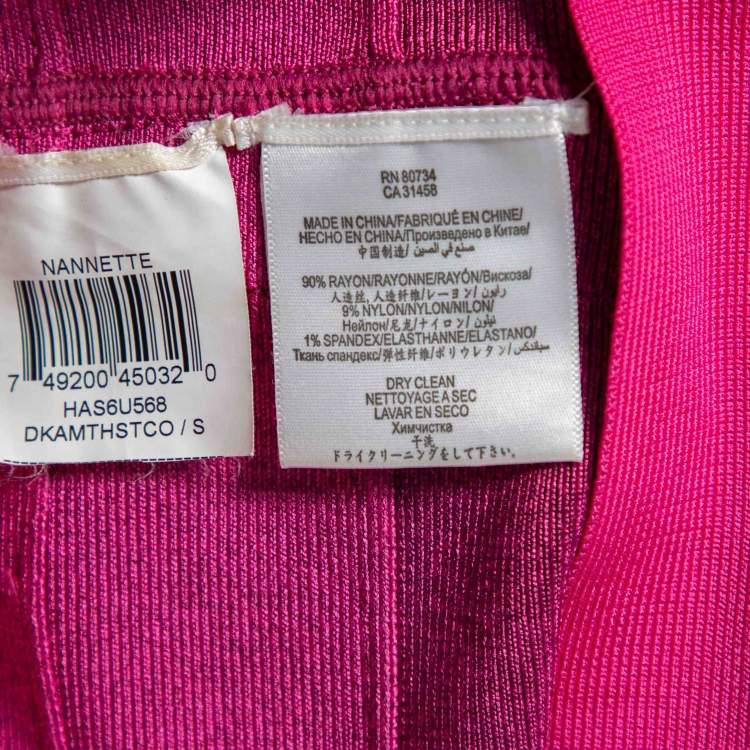 NANNETTE
7 49200 45032 0
HAS6U568
DKAMTHSTCO / S
RN 80734
CA 31458
MADE IN CHINA/FABRIQUÉ EN CHINE/
HECHO EN CHINA/Произведено в Китае/
中国制造/صنع في الصين/
90% RAYON/RAYONNE/RAYÓN/Вискоза/
人造丝, 人造纤维/レーヨン/رايون/
9% NYLON/NYLON/NILON/
Нейлон/尼龙/ナイロン/نيلون/
1% SPANDEX/ELASTHANNE/ELASTANO/
Ткань спандекс/弹性纤维/ポリウレタン/سباندكس/
DRY CLEAN
NETTOYAGE A SEC
LAVAR EN SECO
Химчистка
干洗
ドライクリーニングをして下さい。